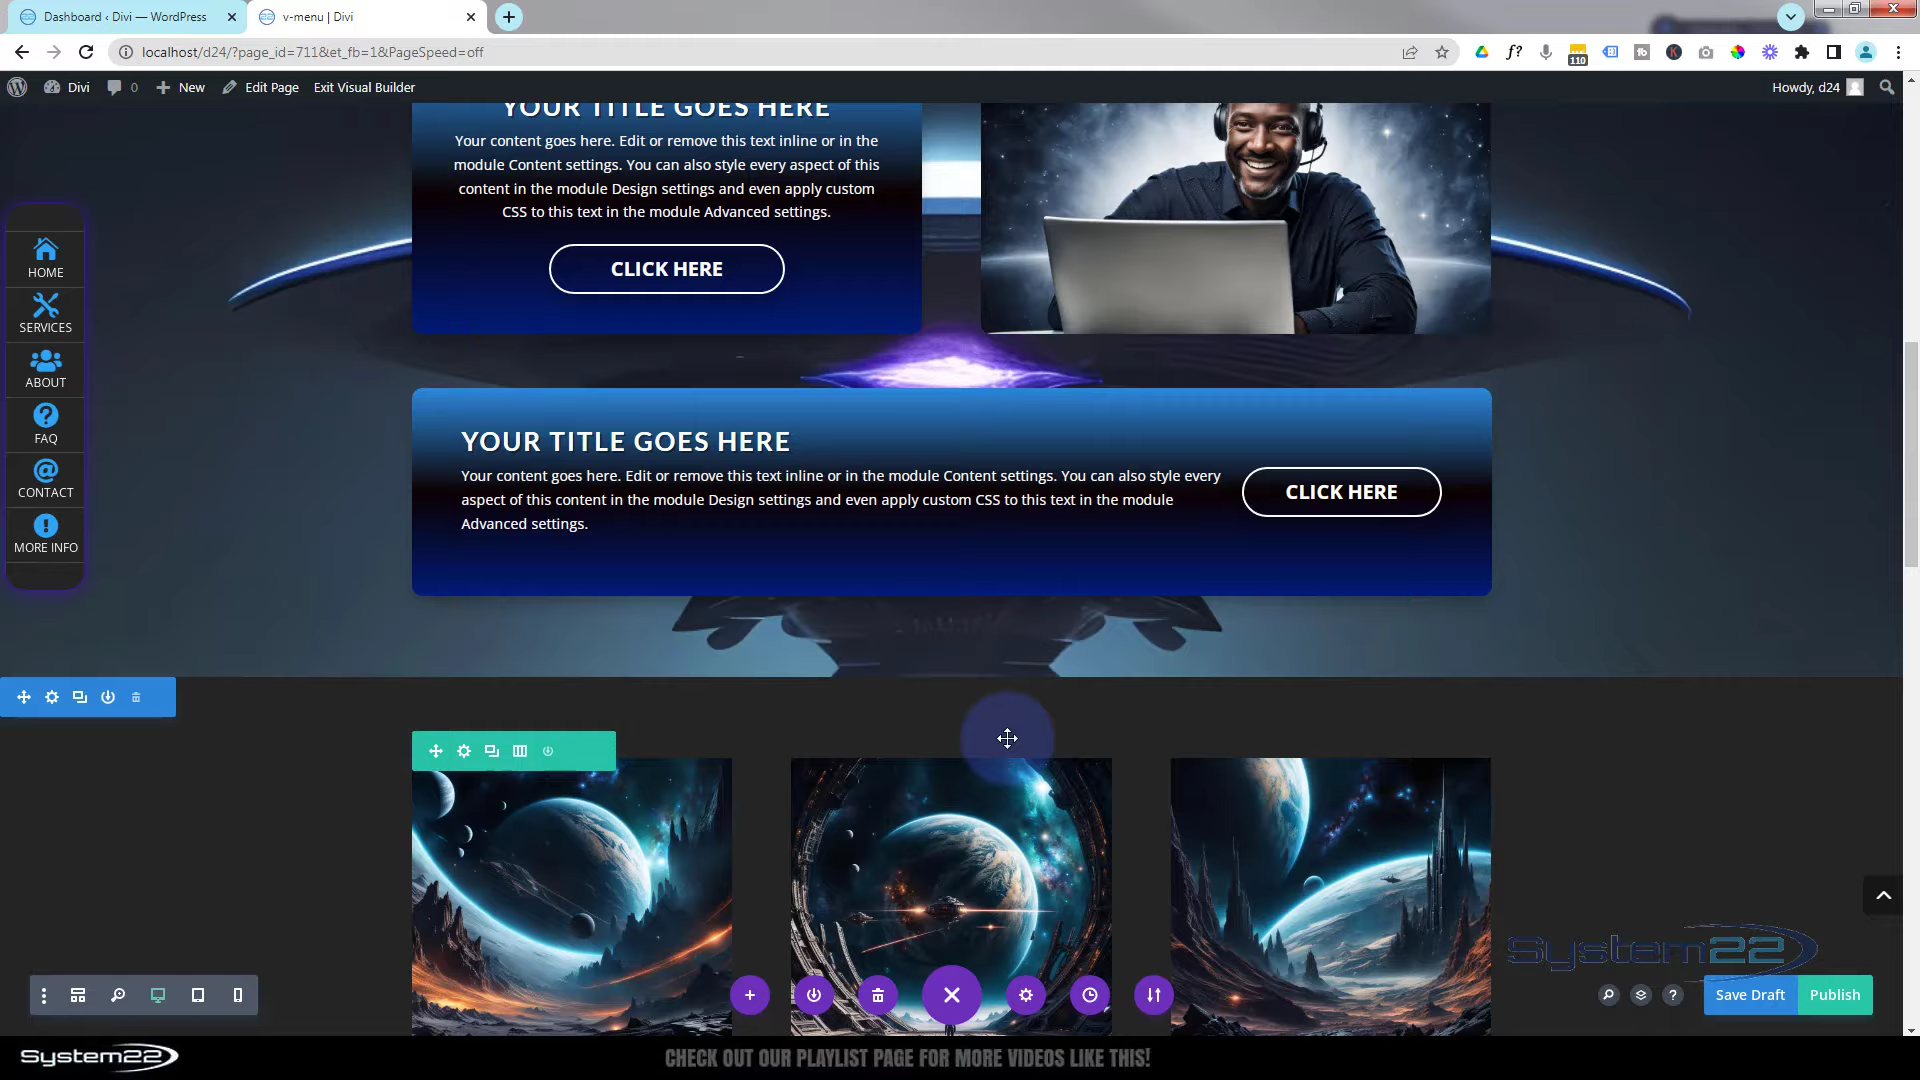 Dashboard ‹ Divi — WordPress
v-menu | Divi
localhost/d24/?page_id=711&et_fb=1&PageSpeed=off
f?
110
Divi
0
New
Edit Page
Exit Visual Builder
Howdy, d24
YOUR TITLE GOES HERE
Your content goes here. Edit or remove this text inline or in the
module Content settings. You can also style every aspect of this
content in the module Design settings and even apply custom
CSS to this text in the module Advanced settings.
CLICK HERE
HOME
SERVICES
ABOUT
FAQ
CONTACT
MORE INFO
YOUR TITLE GOES HERE
Your content goes here. Edit or remove this text inline or in the module Content settings. You can also style every
aspect of this content in the module Design settings and even apply custom CSS to this text in the module
Advanced settings.
CLICK HERE
System22
Save Draft
Publish
System22
CHECK OUT OUR PLAYLIST PAGE FOR MORE VIDEOS LIKE THIS!